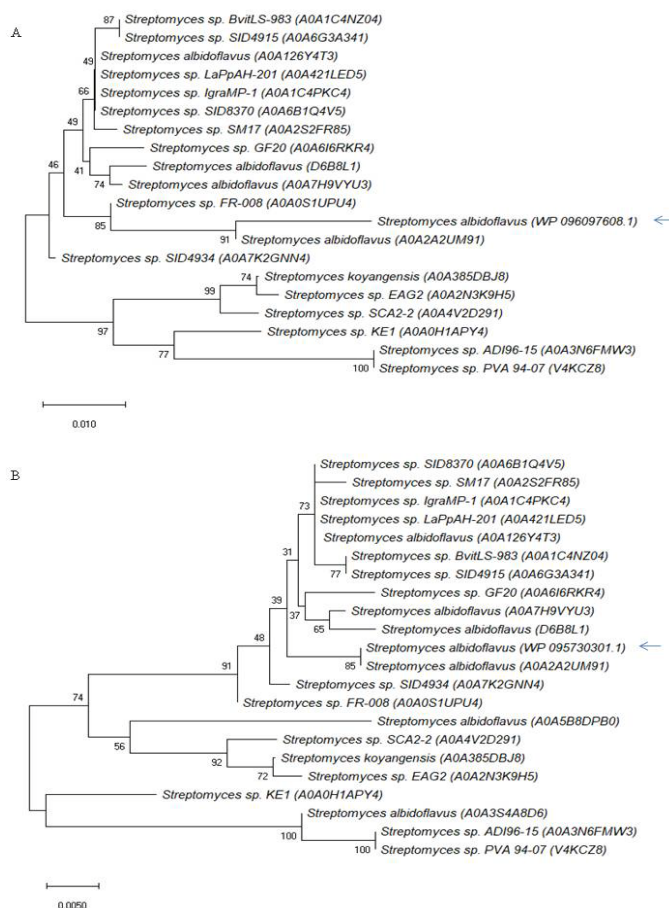 A
87
Streptomyces sp. BvitLS-983 (A0A1C4NZ04)
Streptomyces sp. SID4915 (A0A6G3A341)
49
Streptomyces albidoflavus (A0A126Y4T3)
Streptomyces sp. LaPpAH-201 (A0A421LED5)
66
Streptomyces sp. IgraMP-1 (A0A1C4PKC4)
Streptomyces sp. SID8370 (A0A6B1Q4V5)
49
Streptomyces sp. SM17 (A0A2S2FR85)
Streptomyces sp. GF20 (A0A6I6RKR4)
46
41
Streptomyces albidoflavus (D6B8L1)
74
Streptomyces albidoflavus (A0A7H9VYU3)
Streptomyces sp. FR-008 (A0A0S1UPU4)
85
Streptomyces albidoflavus (WP 096097608.1)
91
Streptomyces albidoflavus (A0A2A2UM91)
Streptomyces sp. SID4934 (A0A7K2GNN4)
74
Streptomyces koyangensis (A0A385DBJ8)
99
Streptomyces sp. EAG2 (A0A2N3K9H5)
Streptomyces sp. SCA2-2 (A0A4V2D291)
97
Streptomyces sp. KE1 (A0A0H1APY4)
77
Streptomyces sp. ADI96-15 (A0A3N6FMW3)
100
Streptomyces sp. PVA 94-07 (V4KCZ8)
0.010
B
Streptomyces sp. SID8370 (A0A6B1Q4V5)
Streptomyces sp. SM17 (A0A2S2FR85)
73
Streptomyces sp. IgraMP-1 (A0A1C4PKC4)
Streptomyces sp. LaPpAH-201 (A0A421LED5)
Streptomyces albidoflavus (A0A126Y4T3)
31
Streptomyces sp. BvitLS-983 (A0A1C4NZ04)
77
Streptomyces sp. SID4915 (A0A6G3A341)
39
Streptomyces sp. GF20 (A0A6I6RKR4)
37
Streptomyces albidoflavus (A0A7H9VYU3)
65
Streptomyces albidoflavus (D6B8L1)
48
Streptomyces albidoflavus (WP 095730301.1)
85
Streptomyces albidoflavus (A0A2A2UM91)
91
Streptomyces sp. SID4934 (A0A7K2GNN4)
74
Streptomyces sp. FR-008 (A0A0S1UPU4)
Streptomyces albidoflavus (A0A5B8DPB0)
56
Streptomyces sp. SCA2-2 (A0A4V2D291)
92
Streptomyces koyangensis (A0A385DBJ8)
72
Streptomyces sp. EAG2 (A0A2N3K9H5)
Streptomyces sp. KE1 (A0A0H1APY4)
Streptomyces albidoflavus (A0A3S4A8D6)
100
Streptomyces sp. ADI96-15 (A0A3N6FMW3)
100
Streptomyces sp. PVA 94-07 (V4KCZ8)
0.0050